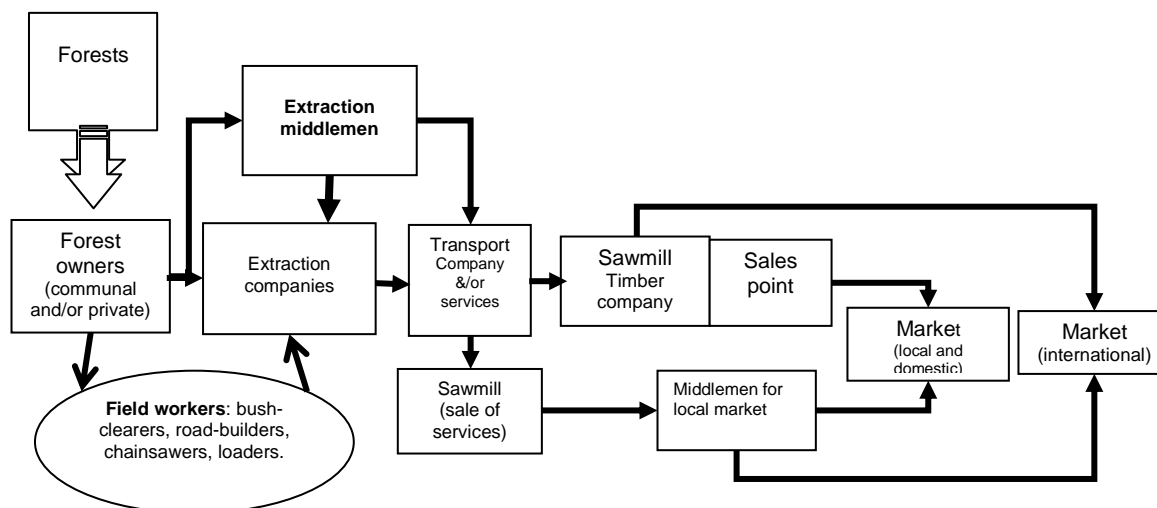 Forests
Extraction
middlemen
Forest
owners
(communal
and/or private)
Extraction
companies
Transport
Company
&/or
services
Sawmill
Timber
company
Sales
point
Market
(local and
domestic)
Market
(international)
Field workers: bush-
clearers, road-builders,
chainsawers, loaders.
Sawmill
(sale of
services)
Middlemen for
local market